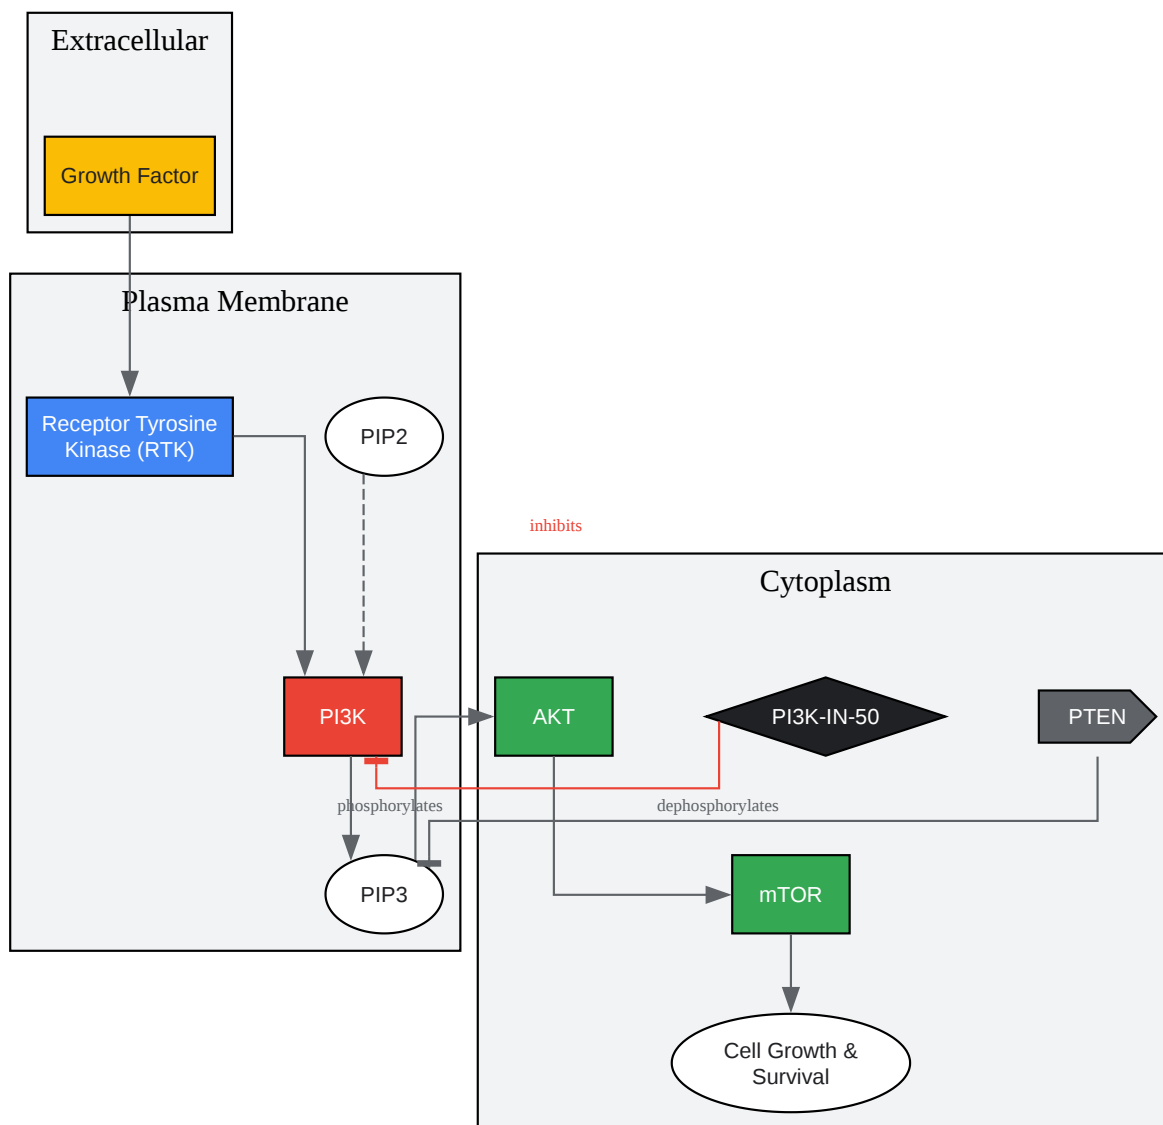 Extracellular
Growth Factor
Plasma Membrane
Receptor Tyrosine
Kinase (RTK)
PIP2
inhibits
Cytoplasm
PI3K
AKT
PI3K-IN-50
PTEN
phosphorylates
dephosphorylates
PIP3
mTOR
Cell Growth &
Survival